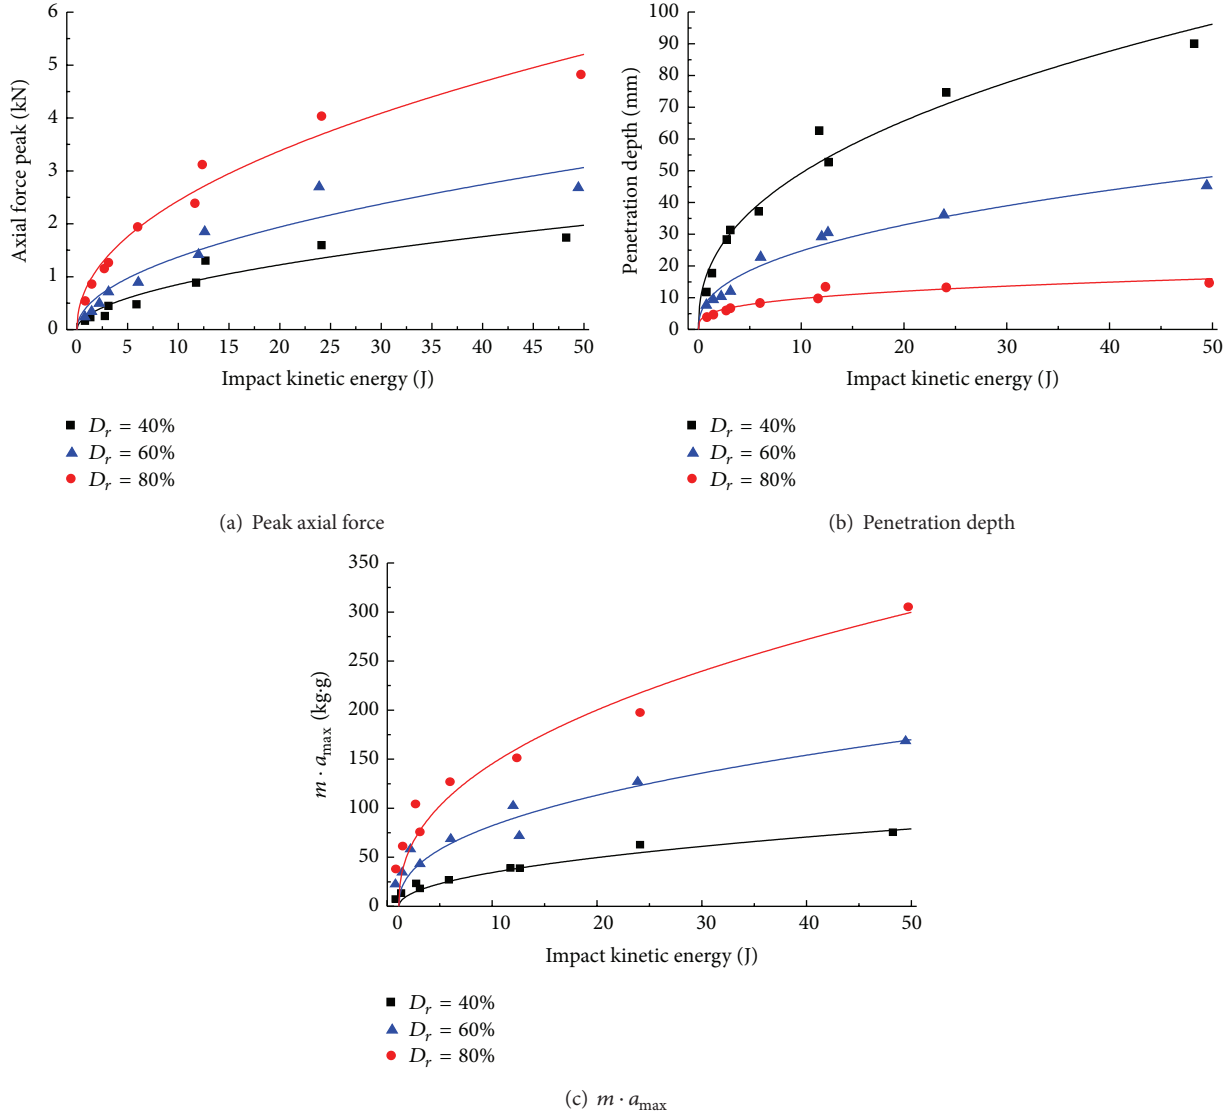 6
5
4
3
2
1
0
Axial force peak (kN)
0 5 10 15 20 25 30 35 40 45 50
Impact kinetic energy (J)
D_r = 40%
D_r = 60%
D_r = 80%
(a) Peak axial force
100
90
80
70
60
50
40
30
20
10
0
Penetration depth (mm)
0 10 20 30 40 50
Impact kinetic energy (J)
D_r = 40%
D_r = 60%
D_r = 80%
(b) Penetration depth
350
300
250
200
150
100
50
0
m · a_max (kg·g)
0 10 20 30 40 50
Impact kinetic energy (J)
D_r = 40%
D_r = 60%
D_r = 80%
(c) m · a_max